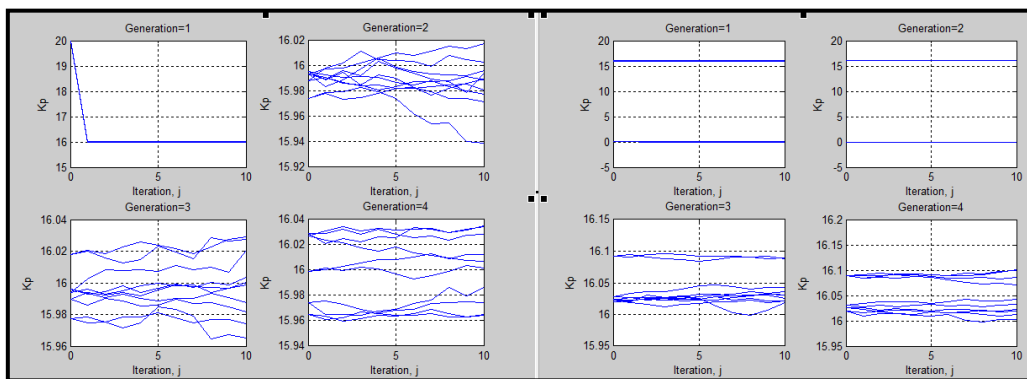 Generation=1
20
19
18
17
16
15
Kp
0
5
10
Iteration, j
Generation=2
16.02
16
15.98
15.96
15.94
15.92
Kp
0
5
10
Iteration, j
Generation=1
20
15
10
5
0
-5
Kp
0
5
10
Iteration, j
Generation=2
20
15
10
5
0
-5
Kp
0
5
10
Iteration, j
Generation=3
16.04
16.02
16
15.98
15.96
Kp
0
5
10
Iteration, j
Generation=4
16.04
16.02
16
15.98
15.96
15.94
Kp
0
5
10
Iteration, j
Generation=3
16.15
16.1
16.05
16
15.95
Kp
0
5
10
Iteration, j
Generation=4
16.2
16.15
16.1
16.05
16
15.95
Kp
0
5
10
Iteration, j